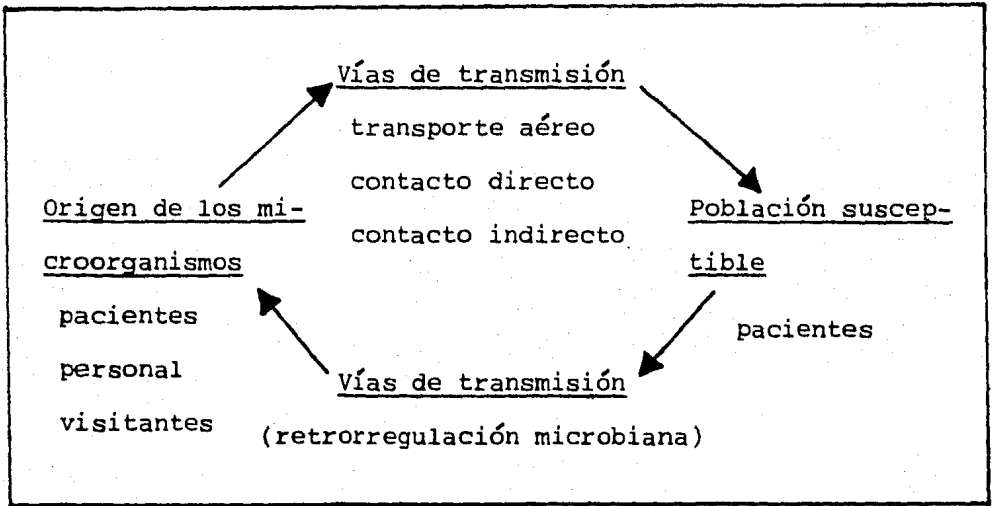 Vías de transmisión
transporte aéreo
contacto directo
contacto indirecto
Origen de los mi-
croorganismos
pacientes
personal
visitantes
Población suscep-
tible
pacientes
Vías de transmisión
(retrorregulación microbiana)